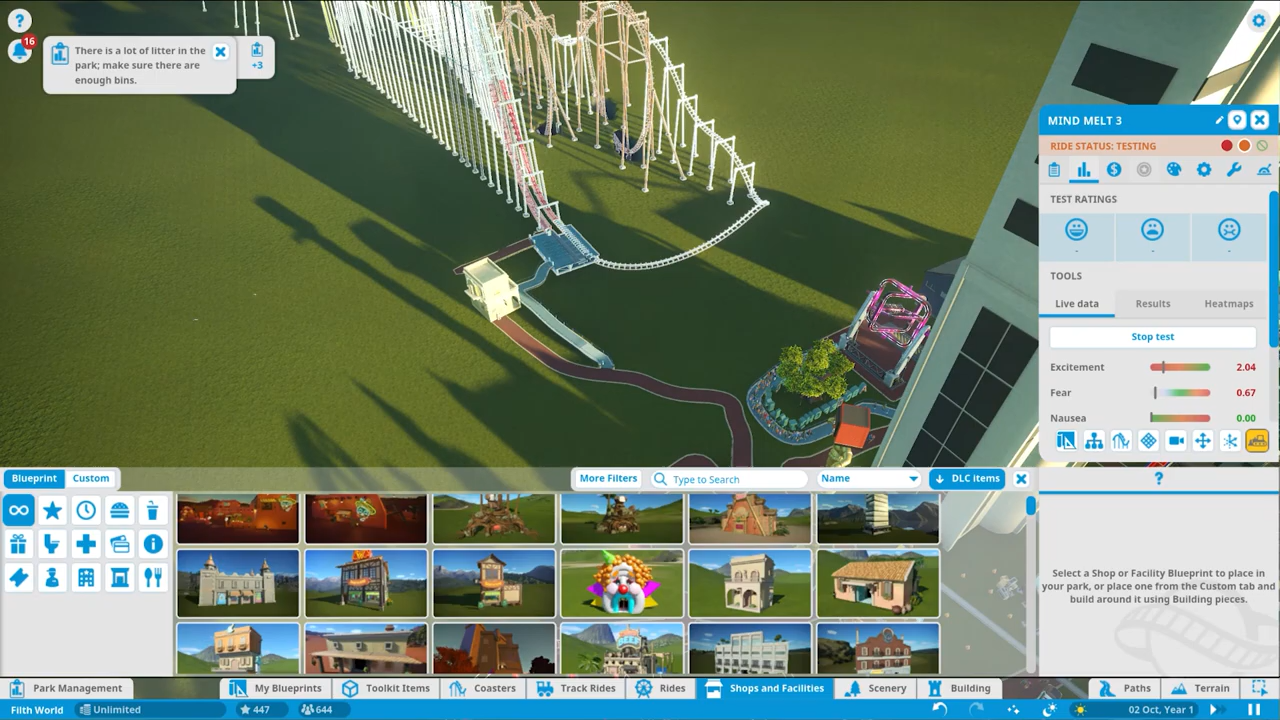 ?
16
There is a lot of litter in the
park; make sure there are
enough bins.
+3
MIND MELT 3
RIDE STATUS: TESTING
TEST RATINGS
- - -
TOOLS
Live data Results Heatmaps
Stop test
Excitement 2.04
Fear 0.67
Nausea 0.00
Blueprint Custom More Filters Type to Search Name DLC items
?
Select a Shop or Facility Blueprint to place in
your park, or place one from the Custom tab and
build around it using Building pieces.
Park Management My Blueprints Toolkit Items Coasters Track Rides Rides Shops and Facilities Scenery Building Paths Terrain
Filth World Unlimited 447 644 02 Oct, Year 1